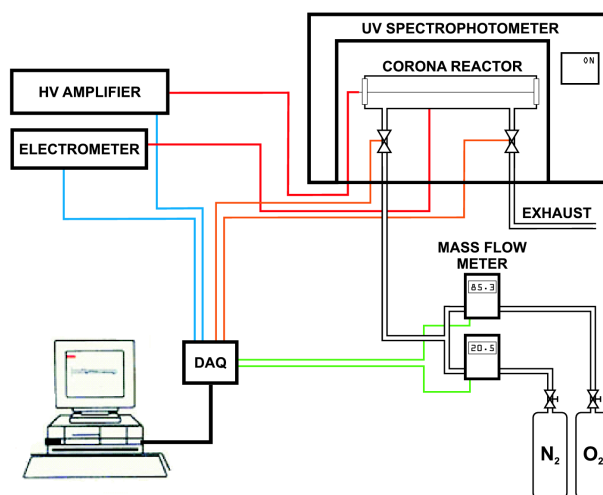 UV SPECTROPHOTOMETER
ON
CORONA REACTOR
HV AMPLIFIER
ELECTROMETER
EXHAUST
MASS FLOW
METER
85.3
20.5
DAQ
N₂
O₂